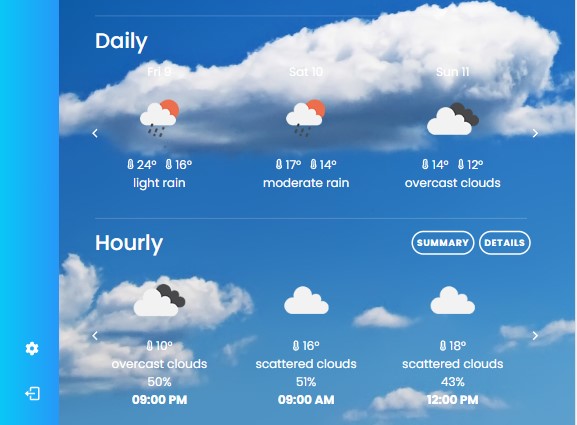 Daily
Fri 9 Sat 10 Sun 11
24° 16° 17° 14° 14° 12°
light rain moderate rain overcast clouds
Hourly SUMMARY DETAILS
10° 16° 18°
overcast clouds scattered clouds scattered clouds
50% 51% 43%
09:00 PM 09:00 AM 12:00 PM